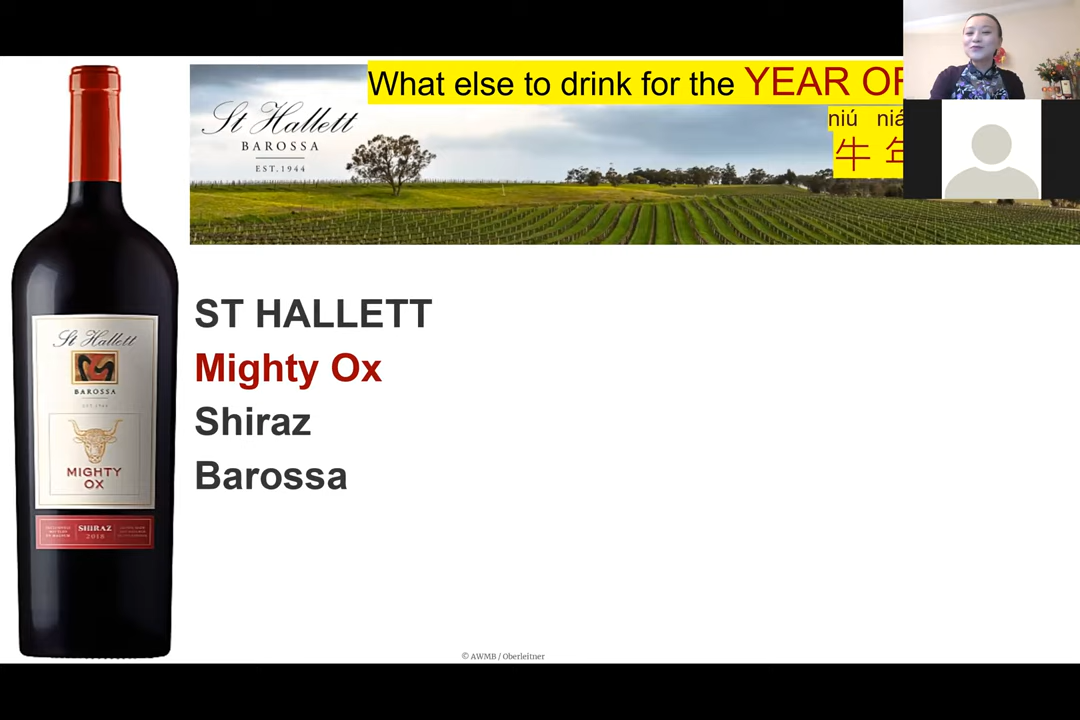 What else to drink for the YEAR OF
niú niá
牛 年
St Hallett
BAROSSA
EST. 1944
ST HALLETT
Mighty Ox
Shiraz
Barossa
St Hallett
BAROSSA
MIGHTY
OX
SHIRAZ
2018
© AWMB / Oberleitner